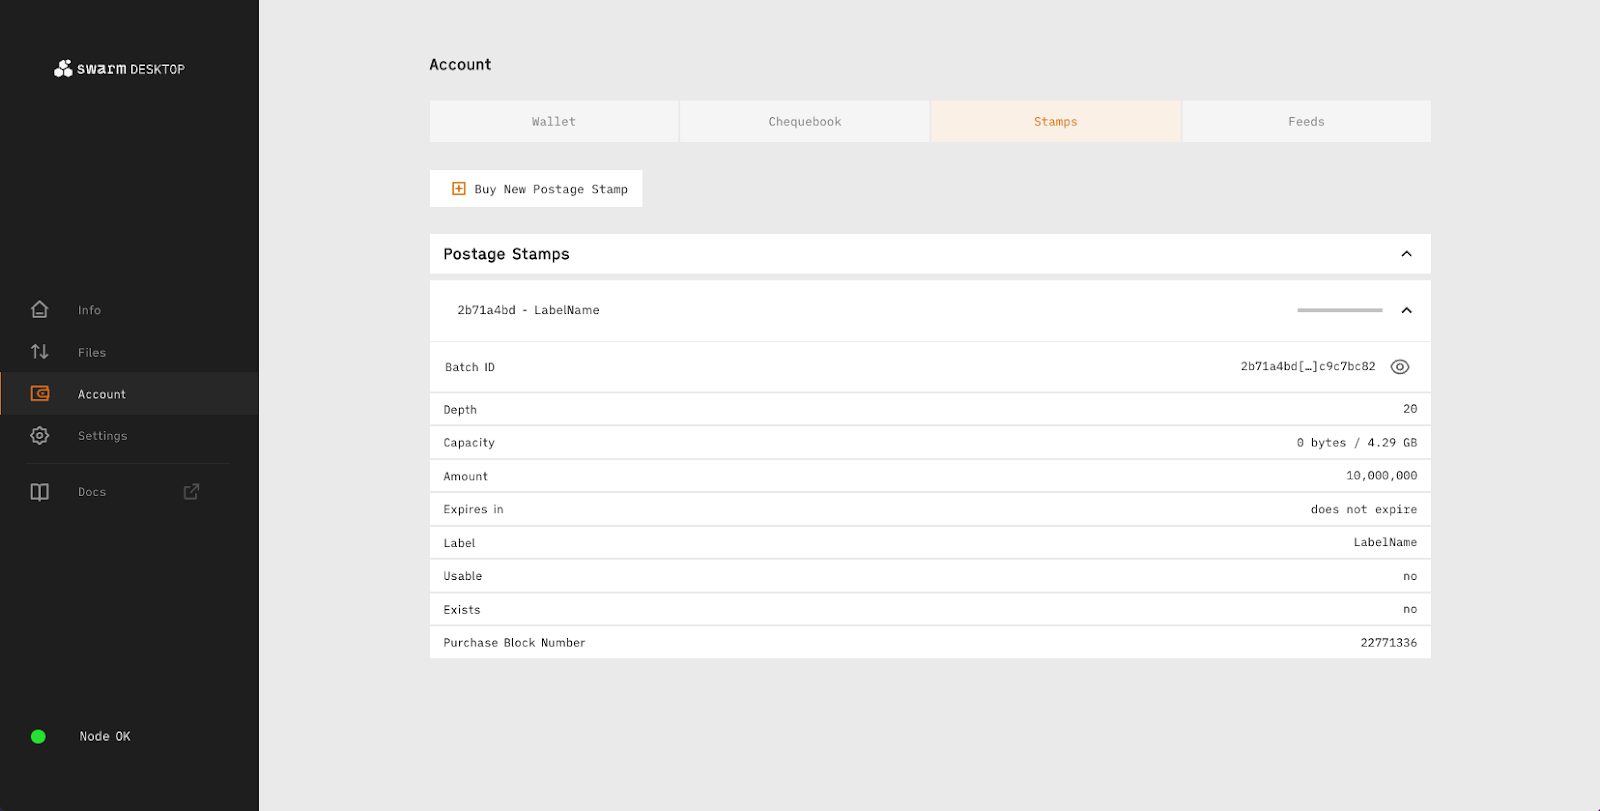 swarm DESKTOP
Info
Files
Account
Settings
Docs
Node OK
Account
Wallet Chequebook Stamps Feeds
Buy New Postage Stamp
Postage Stamps
2b71a4bd - LabelName
Batch ID 2b71a4bd[…]c9c7bc82
Depth 20
Capacity 0 bytes / 4.29 GB
Amount 10,000,000
Expires in does not expire
Label LabelName
Usable no
Exists no
Purchase Block Number 22771336